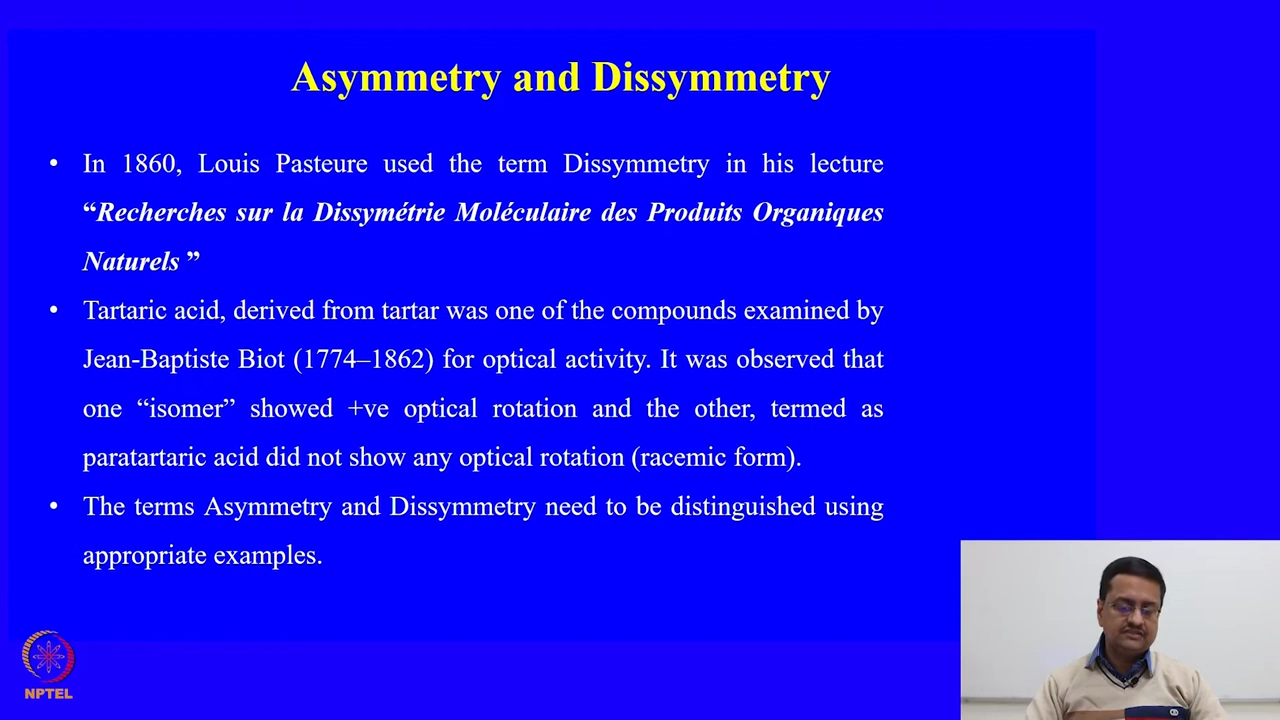 Asymmetry and Dissymmetry
• In 1860, Louis Pasteure used the term Dissymmetry in his lecture
“Recherches sur la Dissymétrie Moléculaire des Produits Organiques
Naturels ”
• Tartaric acid, derived from tartar was one of the compounds examined by
Jean-Baptiste Biot (1774–1862) for optical activity. It was observed that
one “isomer” showed +ve optical rotation and the other, termed as
paratartaric acid did not show any optical rotation (racemic form).
• The terms Asymmetry and Dissymmetry need to be distinguished using
appropriate examples.
NPTEL